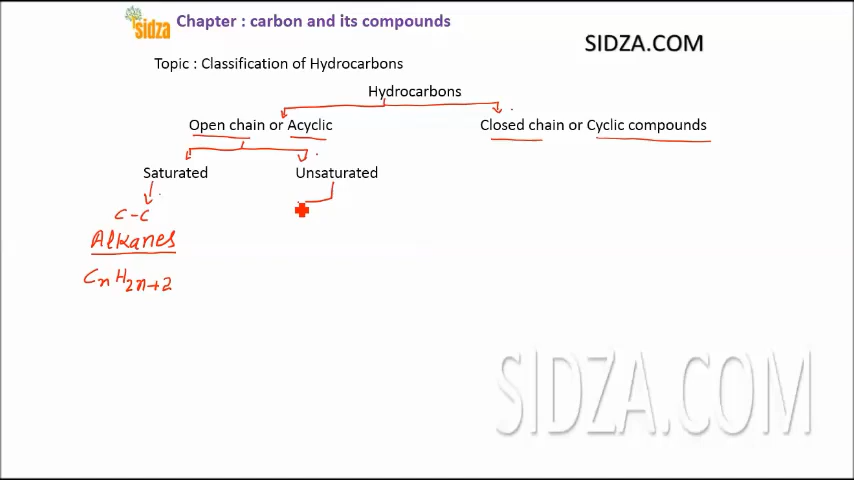 sidza
Chapter : carbon and its compounds
SIDZA.COM
Topic : Classification of Hydrocarbons
Hydrocarbons
Open chain or Acyclic
Closed chain or Cyclic compounds
Saturated
Unsaturated
C-C
Alkanes
CnH2n+2
SIDZA.COM